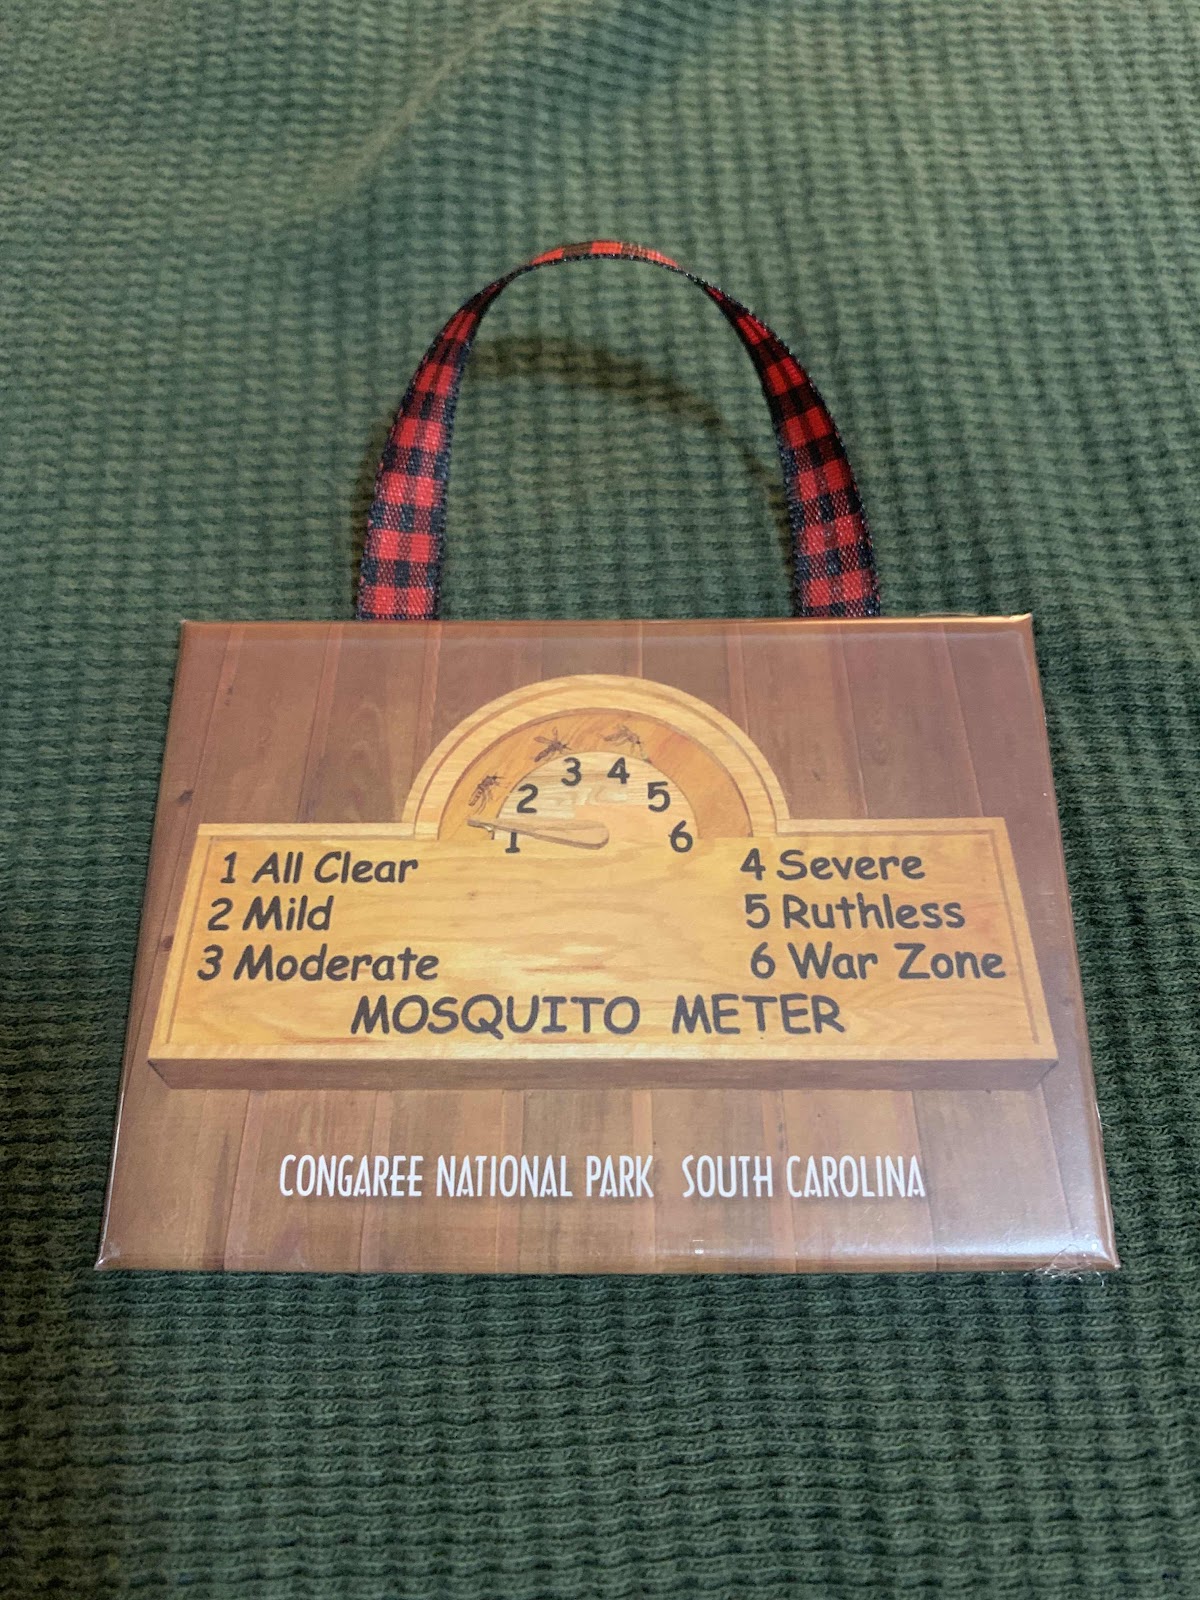 1 2 3 4 5 6
1 All Clear
2 Mild
3 Moderate
4 Severe
5 Ruthless
6 War Zone
MOSQUITO METER
CONGAREE NATIONAL PARK SOUTH CAROLINA